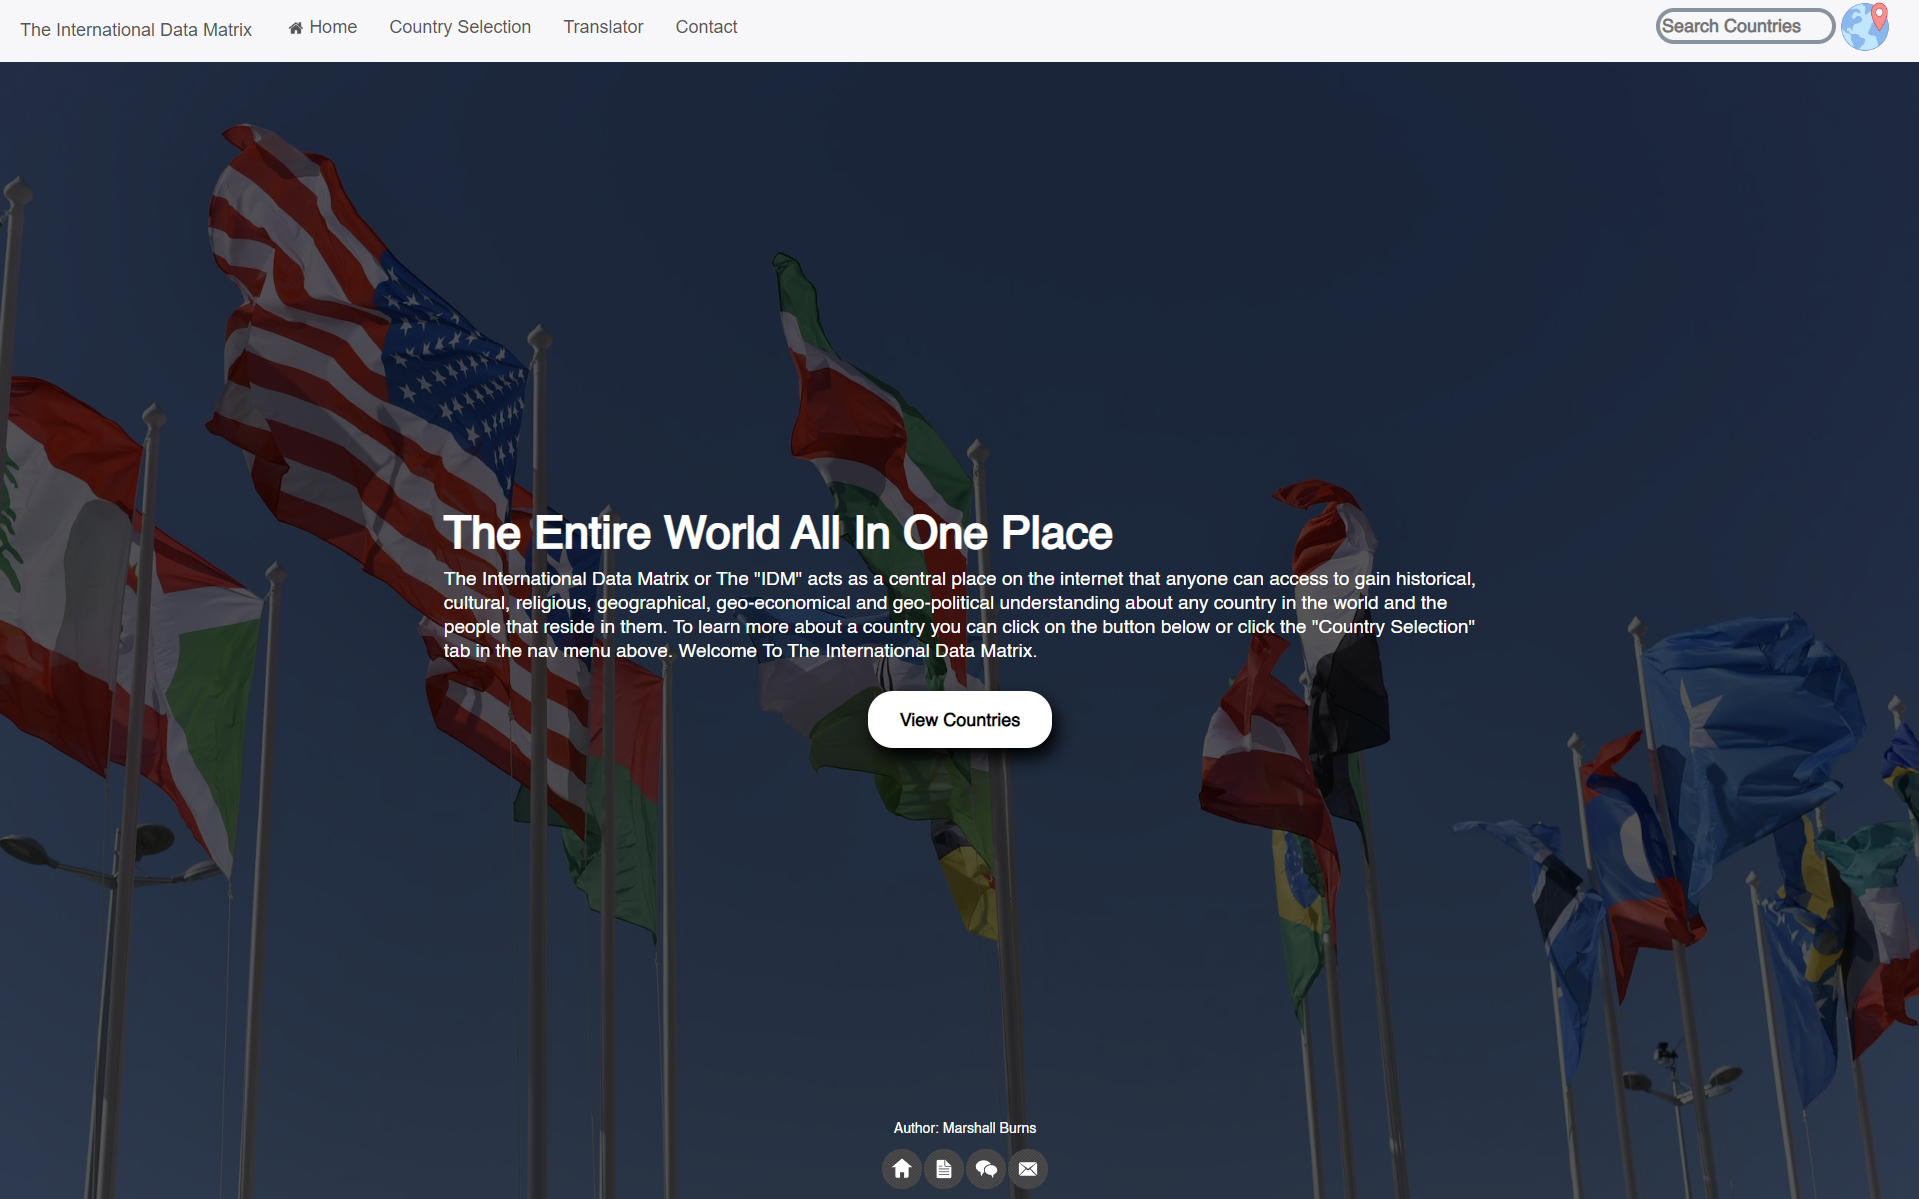 The International Data Matrix
Home
Country Selection
Translator
Contact
Search Countries
The Entire World All In One Place
The International Data Matrix or The "IDM" acts as a central place on the internet that anyone can access to gain historical,
cultural, religious, geographical, geo-economical and geo-political understanding about any country in the world and the
people that reside in them. To learn more about a country you can click on the button below or click the "Country Selection"
tab in the nav menu above. Welcome To The International Data Matrix.
View Countries
Author: Marshall Burns